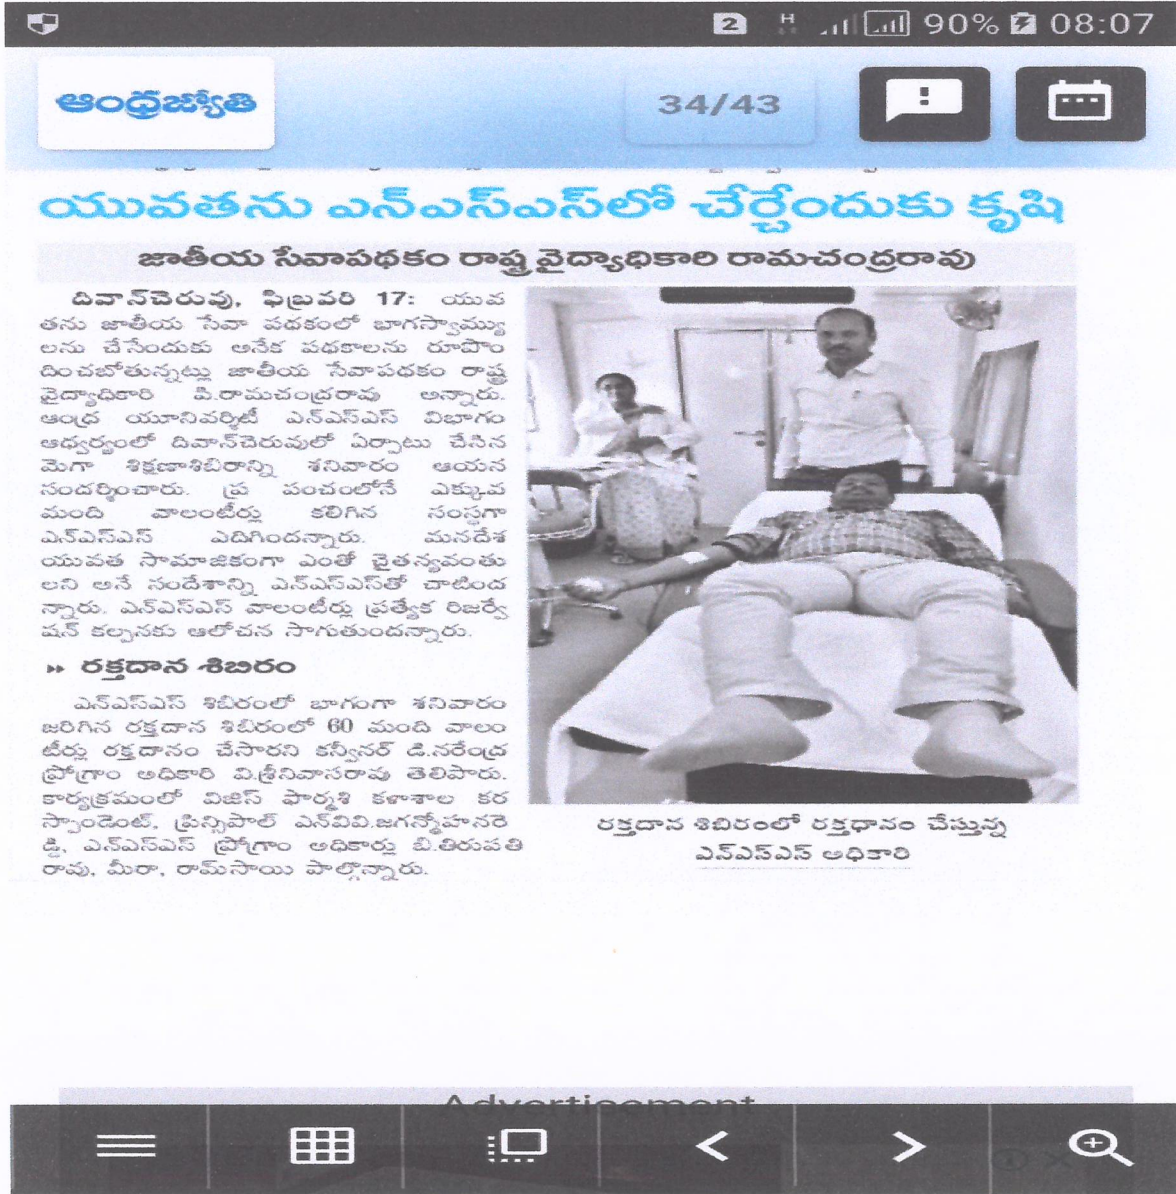 2 H 90% 08:07
ఆంధ్రజ్యోతి
34/43
యువతను ఎన్ఎస్ఎస్‌లో చేర్చేందుకు కృషి
జాతీయ సేవాపథకం రాష్ట్ర వైద్యాధికారి రామచంద్రరావు
దివాన్‌చెరువు, ఫిబ్రవరి 17: యువ
తను జాతీయ సేవా పథకంలో భాగస్వామ్యు
లను చేసేందుకు అనేక పథకాలను రూపొం
దించబోతున్నట్లు జాతీయ సేవాపథకం రాష్ట్ర
వైద్యాధికారి పి.రామచంద్రరావు అన్నారు.
ఆంధ్ర యూనివర్శిటీ ఎన్ఎస్ఎస్ విభాగం
ఆధ్వర్యంలో దివాన్‌చెరువులో ఏర్పాటు చేసిన
మెగా శిక్షణాశిబిరాన్ని శనివారం ఆయన
సందర్శించారు. ప్ర పంచంలోనే ఎక్కువ
మంది వాలంటీర్లు కలిగిన సంస్థగా
ఎన్ఎస్ఎస్ ఎదిగిందన్నారు. మనదేశ
యువత సామాజికంగా ఎంతో చైతన్యవంతు
లని అనే సందేశాన్ని ఎన్ఎస్ఎస్‌తో చాటింద
న్నారు. ఎన్ఎస్ఎస్ వాలంటీర్లు ప్రత్యేక రిజర్వే
షన్ కల్పనకు ఆలోచన సాగుతుందన్నారు.
»» రక్తదాన శిబిరం
ఎన్ఎస్ఎస్ శిబిరంలో భాగంగా శనివారం
జరిగిన రక్తదాన శిబిరంలో 60 మంది వాలం
టీర్లు రక్తదానం చేసారని కన్వీనర్ డి.నరేంద్ర
ప్రోగ్రాం అధికారి వి.శ్రీనివాసరావు తెలిపారు.
కార్యక్రమంలో విజిస్ ఫార్మశి కళాశాల కర
స్పాండెంట్, ప్రిన్సిపాల్ ఎన్‌వివి.జగన్మోహనరె
డ్డి, ఎన్ఎస్ఎస్ ప్రోగ్రాం అధికార్లు బి.తిరుపతి
రావు, మీరా, రామ్‌సాయి పాల్గొన్నారు.
రక్తదాన శిబిరంలో రక్తధానం చేస్తున్న
ఎన్ఎస్ఎస్ అధికారి
Advertisement